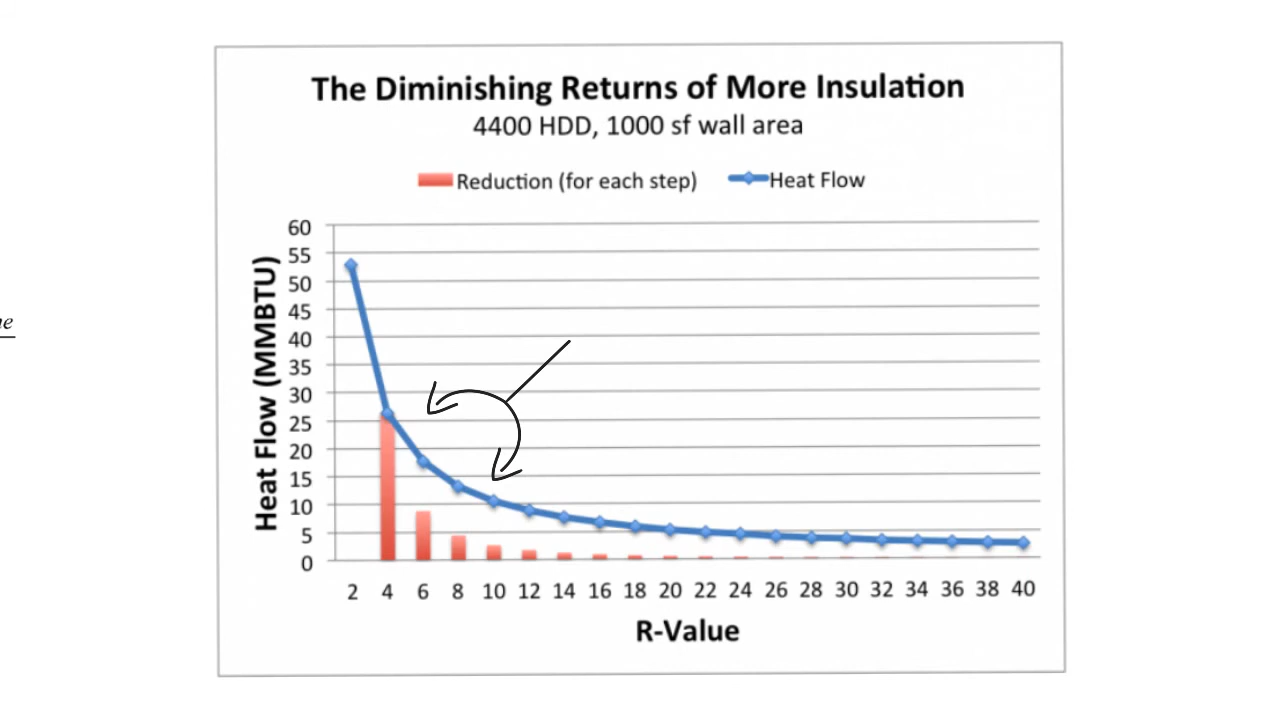 The Diminishing Returns of More Insulation
4400 HDD, 1000 sf wall area
Reduction (for each step) Heat Flow
Heat Flow (MMBTU)
60
55
50
45
40
35
30
25
20
15
10
5
0
2 4 6 8 10 12 14 16 18 20 22 24 26 28 30 32 34 36 38 40
R-Value